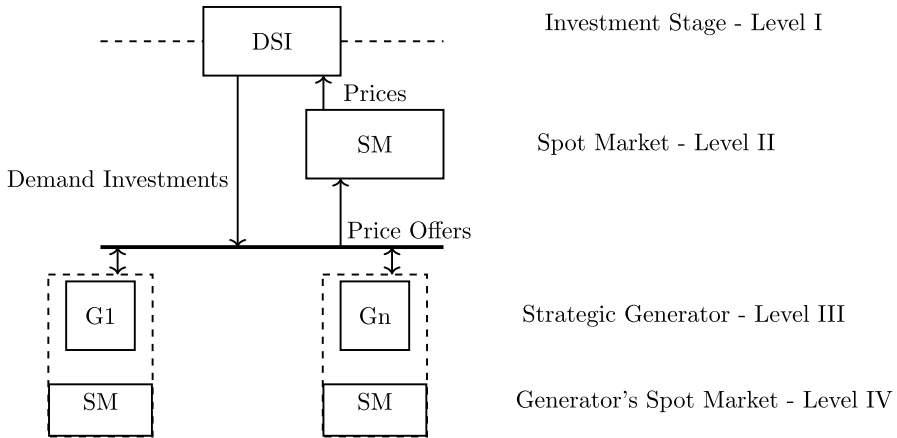 Investment Stage - Level I
DSI
Prices
SM
Spot Market - Level II
Demand Investments
Price Offers
G1
Gn
Strategic Generator - Level III
SM
SM
Generator's Spot Market - Level IV